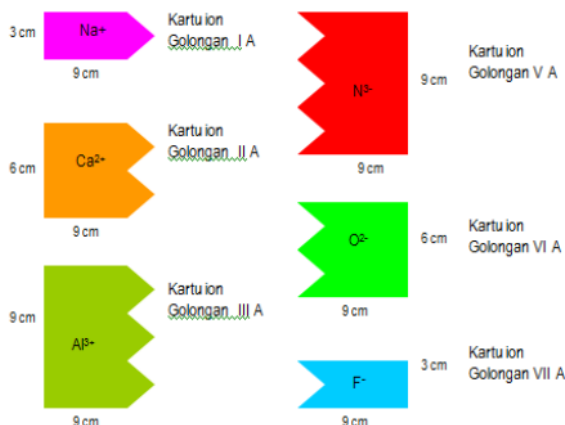 3 cm
Na+
Kartu ion
Golongan I A
9 cm
6 cm
Ca²⁺
Kartu ion
Golongan II A
9 cm
9 cm
Al³⁺
Kartu ion
Golongan III A
9 cm
N³⁻
9 cm
Kartu ion
Golongan V A
9 cm
O²⁻
6 cm
Kartu ion
Golongan VI A
9 cm
F⁻
3 cm
Kartu ion
Golongan VII A
9 cm